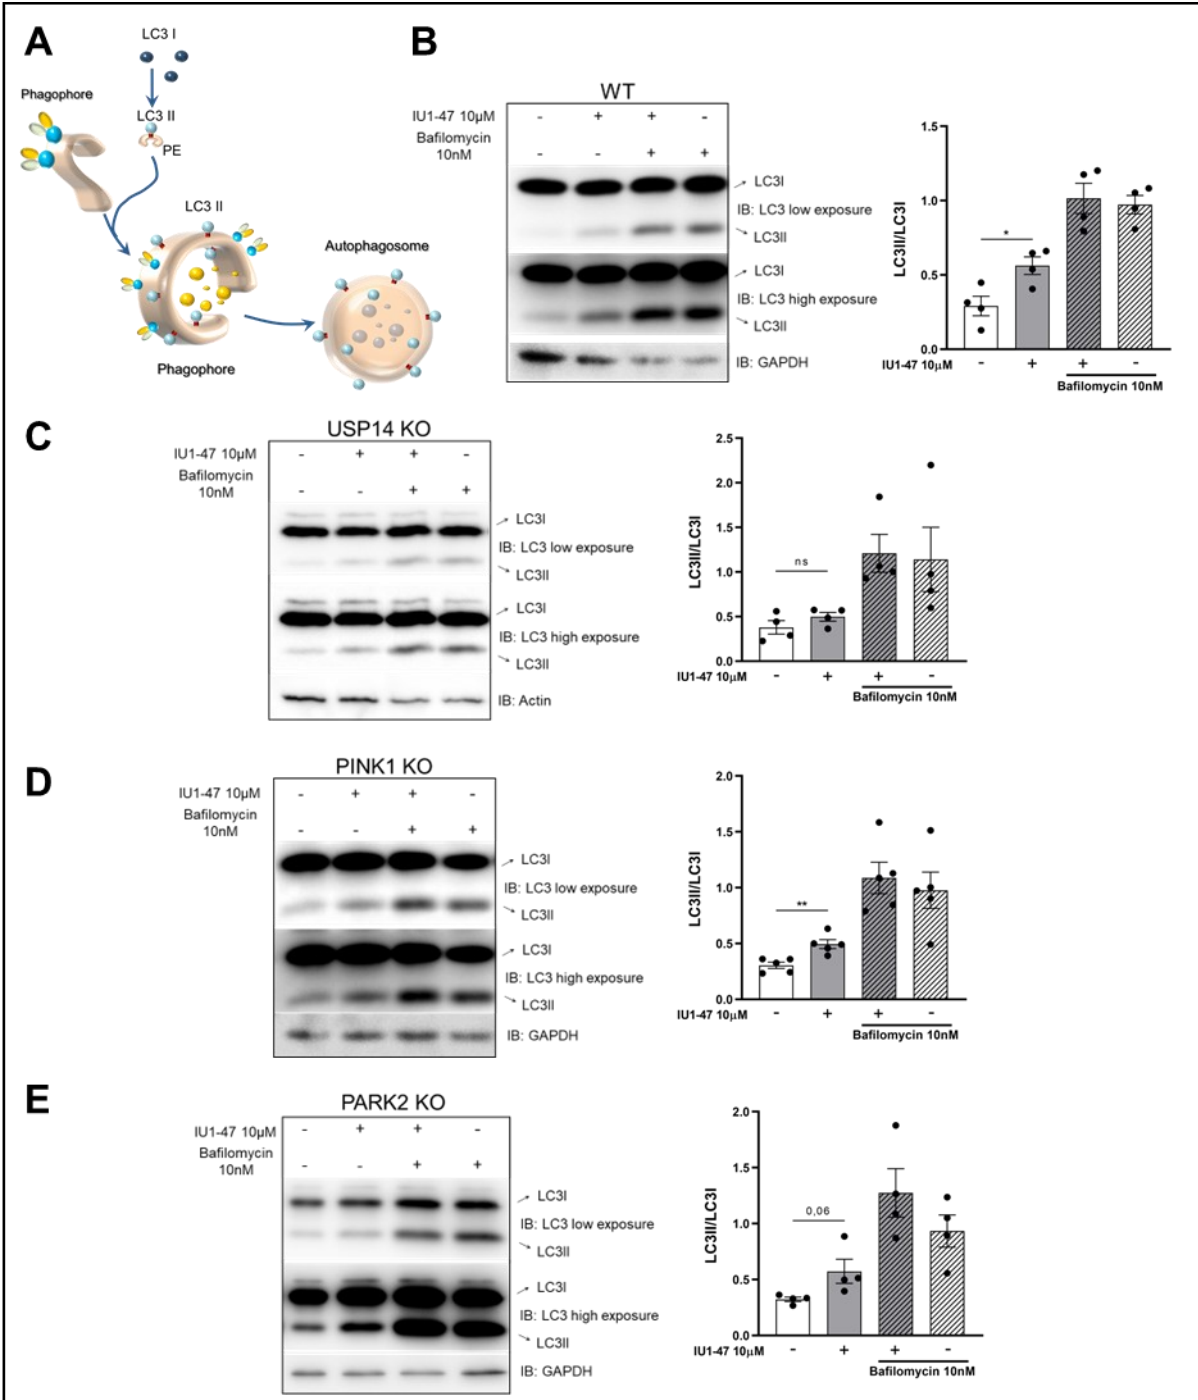 A
LC3 I
Phagophore
LC3 II
PE
LC3 II
Autophagosome
Phagophore
B
WT
IU1-47 10µM - + + -
Bafilomycin
10nM - - + +
LC3I
IB: LC3 low exposure
LC3II
LC3I
IB: LC3 high exposure
LC3II
IB: GAPDH
LC3II/LC3I
1.5
1.0
0.5
0.0
*
IU1-47 10µM - + + -
Bafilomycin 10nM
C
USP14 KO
IU1-47 10µM - + + -
Bafilomycin
10nM - - + +
LC3I
IB: LC3 low exposure
LC3II
LC3I
IB: LC3 high exposure
LC3II
IB: Actin
LC3II/LC3I
2.5
2.0
1.5
1.0
0.5
0.0
ns
IU1-47 10µM - + + -
Bafilomycin 10nM
D
PINK1 KO
IU1-47 10µM - + + -
Bafilomycin
10nM - - + +
LC3I
IB: LC3 low exposure
LC3II
LC3I
IB: LC3 high exposure
LC3II
IB: GAPDH
LC3II/LC3I
2.0
1.5
1.0
0.5
0.0
**
IU1-47 10µM - + + -
Bafilomycin 10nM
E
PARK2 KO
IU1-47 10µM - + + -
Bafilomycin
10nM - - + +
LC3I
IB: LC3 low exposure
LC3II
LC3I
IB: LC3 high exposure
LC3II
IB: GAPDH
LC3II/LC3I
2.0
1.5
1.0
0.5
0.0
0,06
IU1-47 10µM - + + -
Bafilomycin 10nM